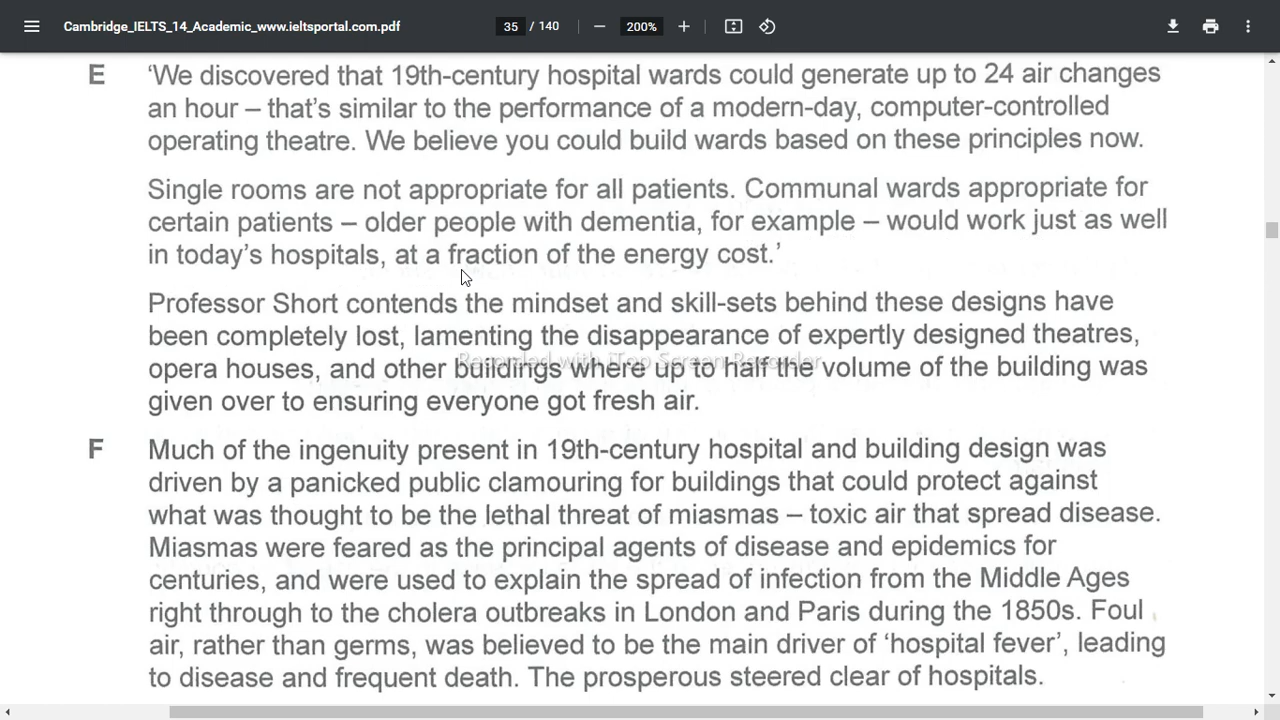 Cambridge_IELTS_14_Academic_www.ieltsportal.com.pdf
35 / 140
200%
E
‘We discovered that 19th-century hospital wards could generate up to 24 air changes
an hour – that’s similar to the performance of a modern-day, computer-controlled
operating theatre. We believe you could build wards based on these principles now.
Single rooms are not appropriate for all patients. Communal wards appropriate for
certain patients – older people with dementia, for example – would work just as well
in today’s hospitals, at a fraction of the energy cost.’
Professor Short contends the mindset and skill-sets behind these designs have
been completely lost, lamenting the disappearance of expertly designed theatres,
Recorded with iTop Screen Recorder
opera houses, and other buildings where up to half the volume of the building was
given over to ensuring everyone got fresh air.
F
Much of the ingenuity present in 19th-century hospital and building design was
driven by a panicked public clamouring for buildings that could protect against
what was thought to be the lethal threat of miasmas – toxic air that spread disease.
Miasmas were feared as the principal agents of disease and epidemics for
centuries, and were used to explain the spread of infection from the Middle Ages
right through to the cholera outbreaks in London and Paris during the 1850s. Foul
air, rather than germs, was believed to be the main driver of ‘hospital fever’, leading
to disease and frequent death. The prosperous steered clear of hospitals.